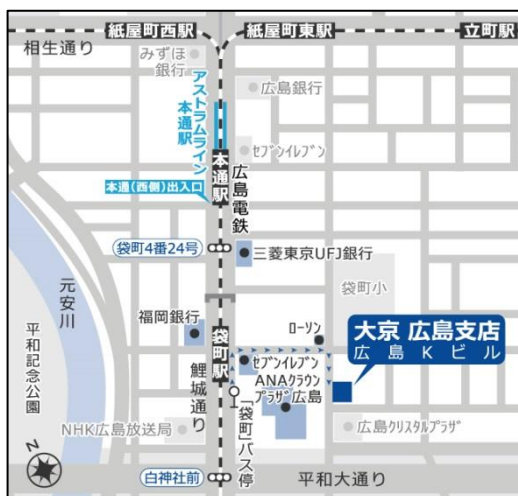 紙屋町西駅
紙屋町東駅
立町駅
相生通り
みずほ
銀行
広島銀行
アストラムライン
本通駅
セブンイレブン
本通駅
広島電鉄
本通(西側)出入口
袋町4番24号
三菱東京UFJ銀行
袋町小
元安川
平和記念公園
福岡銀行
ローソン
大京 広島支店
広島Kビル
袋町駅
セブンイレブン
ANAクラウン
プラザ広島
鯉城通り
「袋町」バス停
NHK広島放送局
広島クリスタルプラザ
N
白神社前
平和大通り